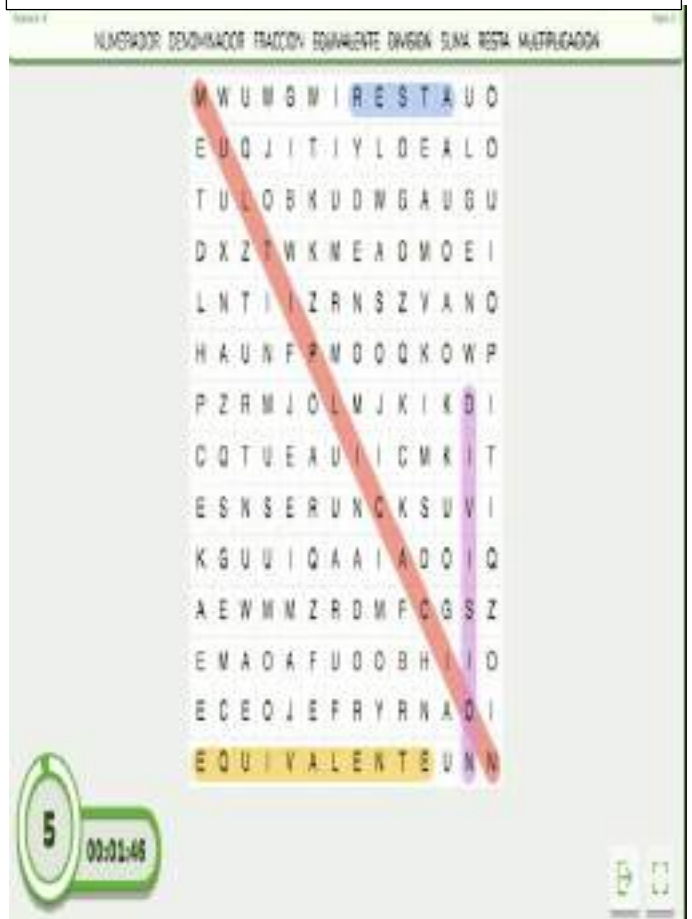 NUMERADOR DENOMINADOR FRACCION EQUIVALENTE DIVISION SUMA RESTA MULTIPLICACION
M W U W G W I R E S T A U O
E U Q J I T I Y L O E A L O
T U L O B K U D W G A U G U
D X Z T W K M E A O M O E I
L N T I I Z R N S Z V A N O
H A U N F P M O O Q K O W P
P Z R M J O L M J K I K D I
C Q T U E A U I I C M K I T
E S N S E R U N C K S U V I
K G U U I Q A A I A D O I Q
A E W M M Z R D M F C G S Z
E M A O A F U O O B H I I O
E C E O J E F R Y R N A O I
E Q U I V A L E N T E U N N
5
00:01:46